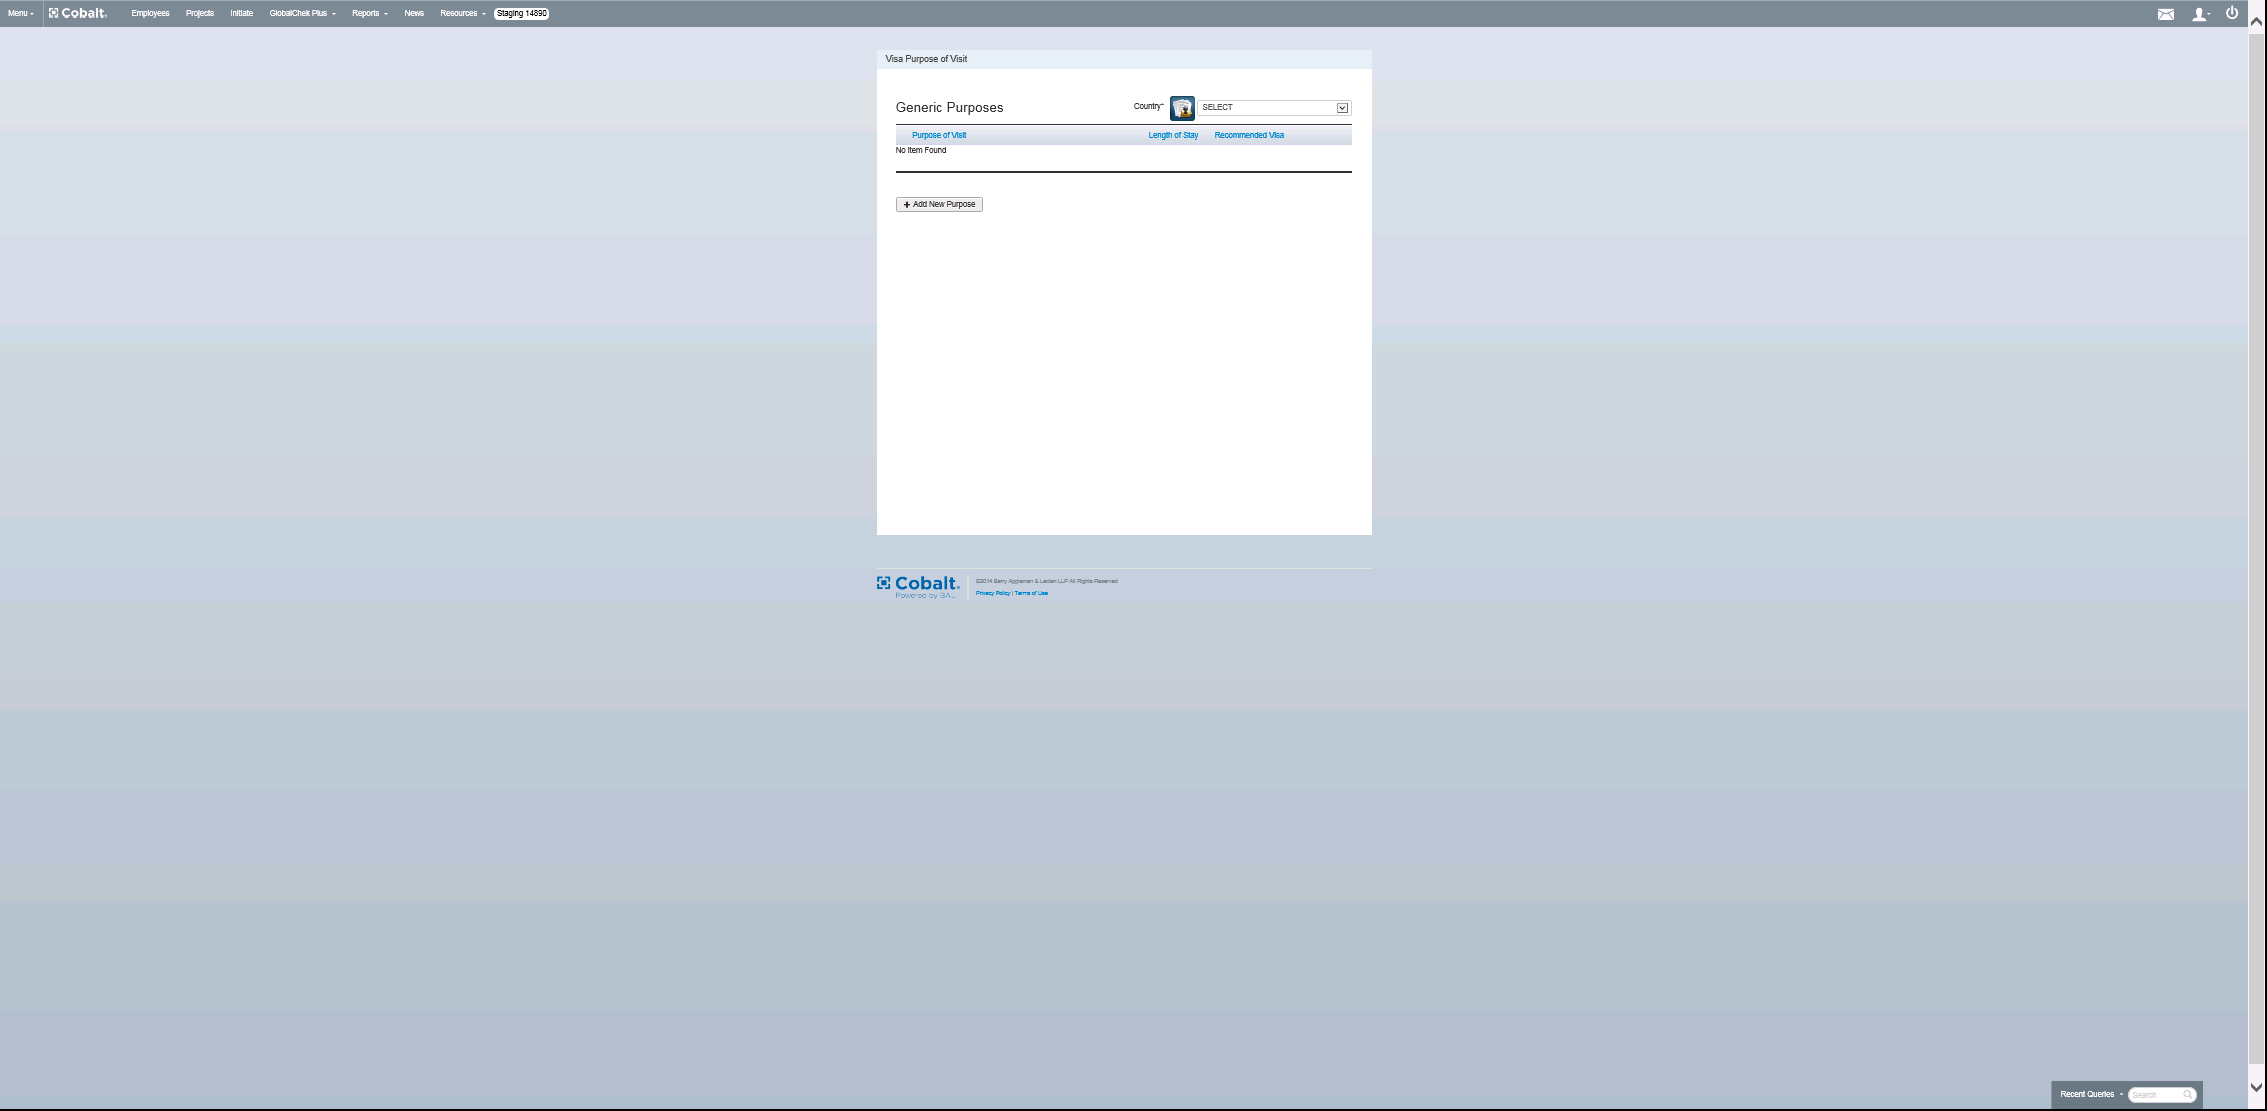 Menu Cobalt Employees Projects Initiate GlobalChek Plus Reports News Resources Staging 14890
Visa Purpose of Visit
Generic Purposes Country* SELECT
Purpose of Visit Length of Stay Recommended Visa
No Item Found
+ Add New Purpose
Cobalt ©2014 Berry Appleman & Leiden LLP All Rights Reserved
Powered by BAL Privacy Policy | Terms of Use
Recent Queries Search